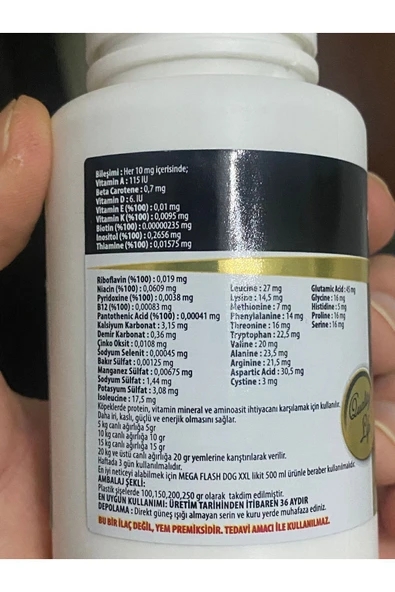 Bileşimi : Her 10 mg içerisinde;
Vitamin A : 115 IU
Beta Carotene : 0,7 mg
Vitamin D : 6. IU
Vitamin E (%100) : 0,01 mg
Vitamin K (%100) : 0,0095 mg
Biotin (%100) : 0.00000235 mg
Inositol (%100) : 0,2656 mg
Thiamine (%100) : 0.01575 mg
Riboflavin (%100) : 0,019 mg
Niacin (%100) : 0,0609 mg
Pyridoxine (%100) : 0,0038 mg
B12 (%100) : 0,00083 mg
Pantothenic Acid (%100) : 0,00041 mg
Kalsiyum Karbonat : 3,15 mg
Demir Karbonat : 0,36 mg
Çinko Oksit : 0,0108 mg
Sodyum Selenit : 0,00045 mg
Bakır Sülfat : 0,00125 mg
Manganez Sülfat : 0,00675 mg
Sodyum Sülfat : 1,44 mg
Potasyum Sülfat : 3,08 mg
Isoleucine : 17,5 mg
Leucine : 27 mg
Lysine : 14,5 mg
Methionine : 7 mg
Phenylalanine : 14 mg
Threonine : 16 mg
Tryptophan : 22,5 mg
Valine : 20 mg
Alanine : 23,5 mg
Arginine : 21,5 mg
Aspartic Acid : 30,5 mg
Cystine : 3 mg
Glutamic Acid : 45 mg
Glycine : 16 mg
Histidine : 5 mg
Proline : 16 mg
Serine : 16 mg
Köpeklerde protein, vitamin mineral ve aminoasit ihtiyacını karşılamak için kullanılır.
Daha iri, kaslı, güçlü ve enerjik olmasını sağlar.
5 kg canlı ağırlığa 5gr
10 kg canlı ağırlığa 10 gr
15 kg canlı ağırlığa 15 gr
20 kg ve üstü canlı ağırlığa 20 gr yemlerine karıştırılarak verilir.
Haftada 3 gün kullanılmalıdır.
En iyi neticeyi alabilmek için MEGA FLASH DOG XXL likit 500 ml ürünle beraber kullanılmalıdır.
AMBALAJ ŞEKLİ:
Plastik şişelerde 100,150,200,250 gr olarak takdim edilmiştir.
EN UYGUN KULLANIMI: ÜRETİM TARİHİNDEN İTİBAREN 36 AYDIR
DEPOLAMA : Direkt güneş ışığı almayan serin ve kuru yerde muhafaza ediniz.
BU BİR İLAÇ DEĞİL, YEM PREMİKSİDİR. TEDAVİ AMACI İLE KULLANILMAZ.